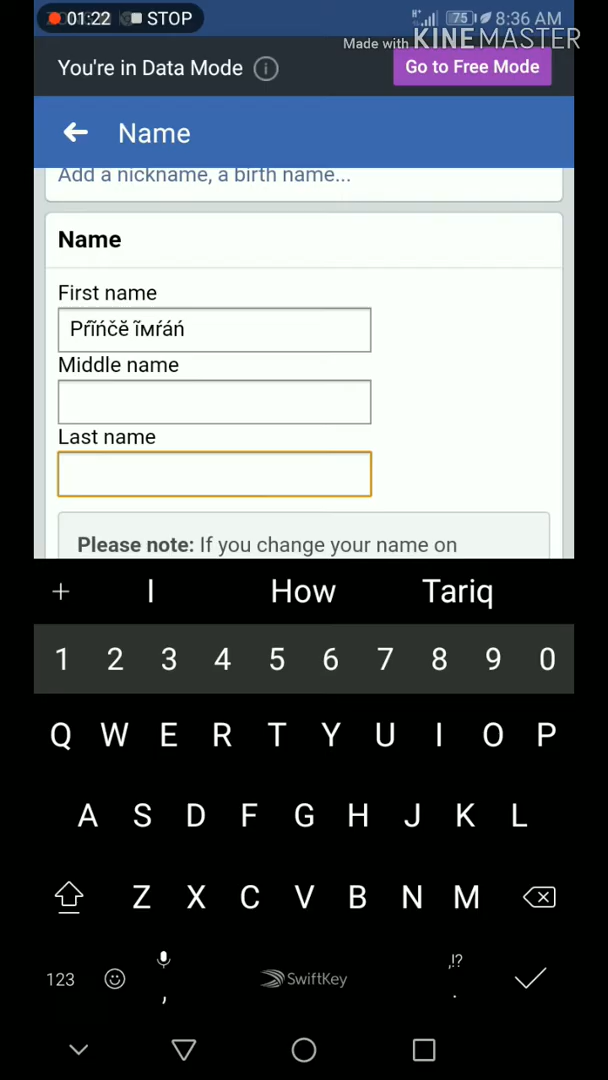 01:22 STOP 75 8:36 AM
Made with KINEMASTER
You're in Data Mode Go to Free Mode
Name
Add a nickname, a birth name...
Name
First name
Pȓĩńčĕ ĩмŕáń
Middle name
Last name
Please note: If you change your name on
+ I How Tariq
1 2 3 4 5 6 7 8 9 0
Q W E R T Y U I O P
A S D F G H J K L
Z X C V B N M
123 , SwiftKey ,!? .